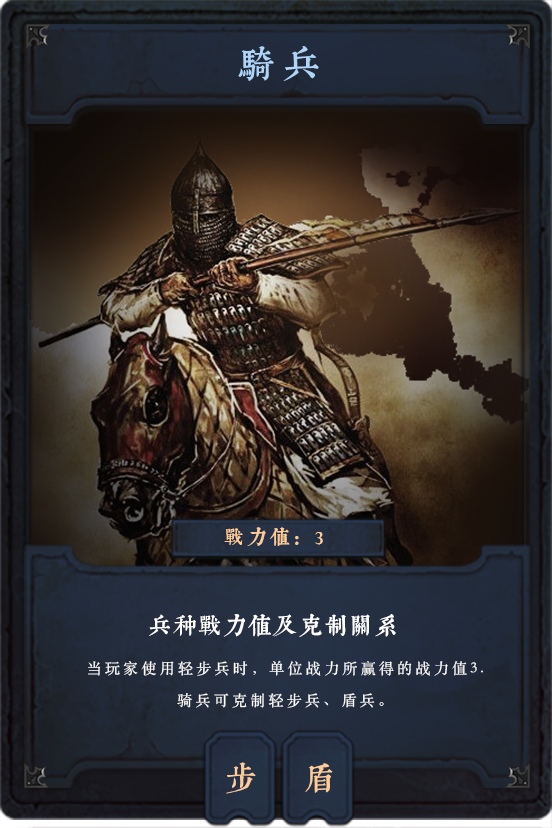 騎兵
戰力值：3
兵种戰力值及克制關系
当玩家使用轻步兵时，单位战力所赢得的战力值3.
骑兵可克制轻步兵、盾兵。
步 盾